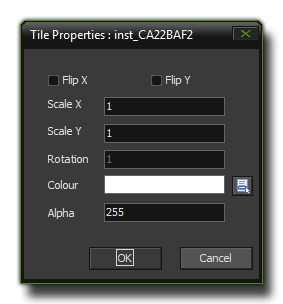 Tile Properties : inst_CA22BAF2
Flip X Flip Y
Scale X 1
Scale Y 1
Rotation 1
Colour
Alpha 255
OK Cancel